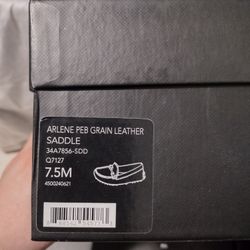 ARLENE PEB GRAIN LEATHER
SADDLE
34A7856-SDD
Q7127
7.5M
4500240621